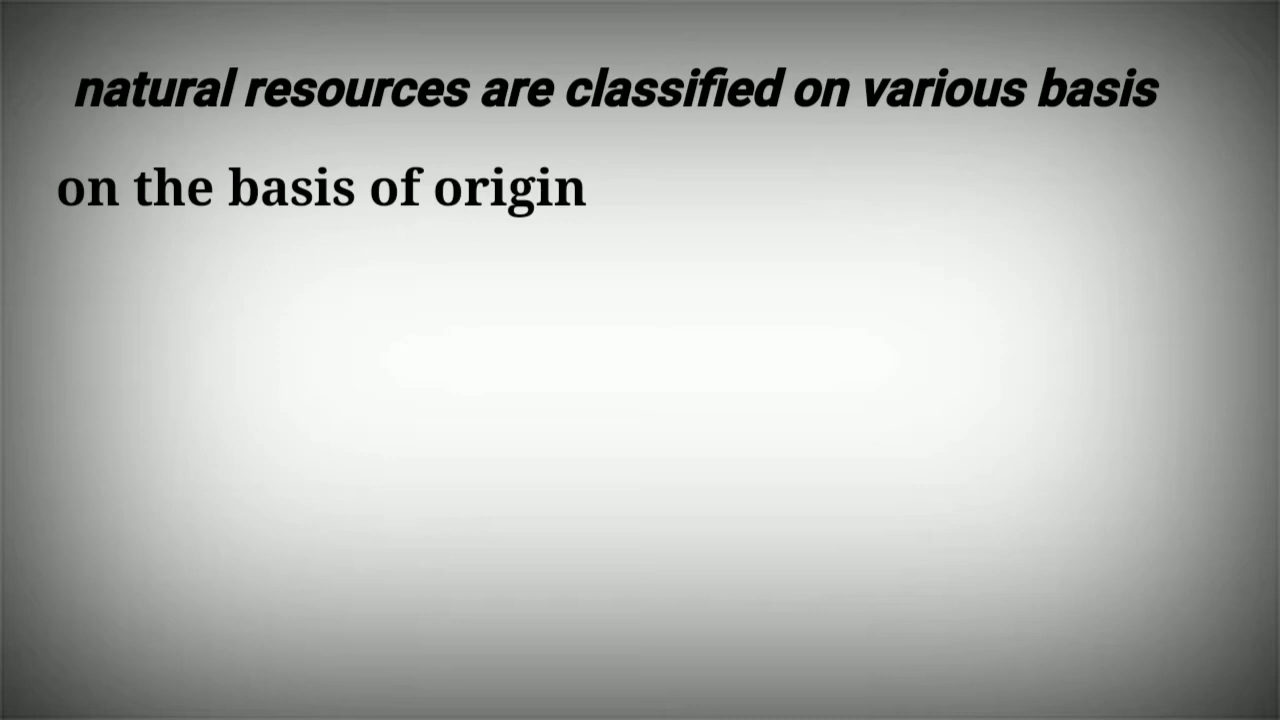 natural resources are classified on various basis
on the basis of origin